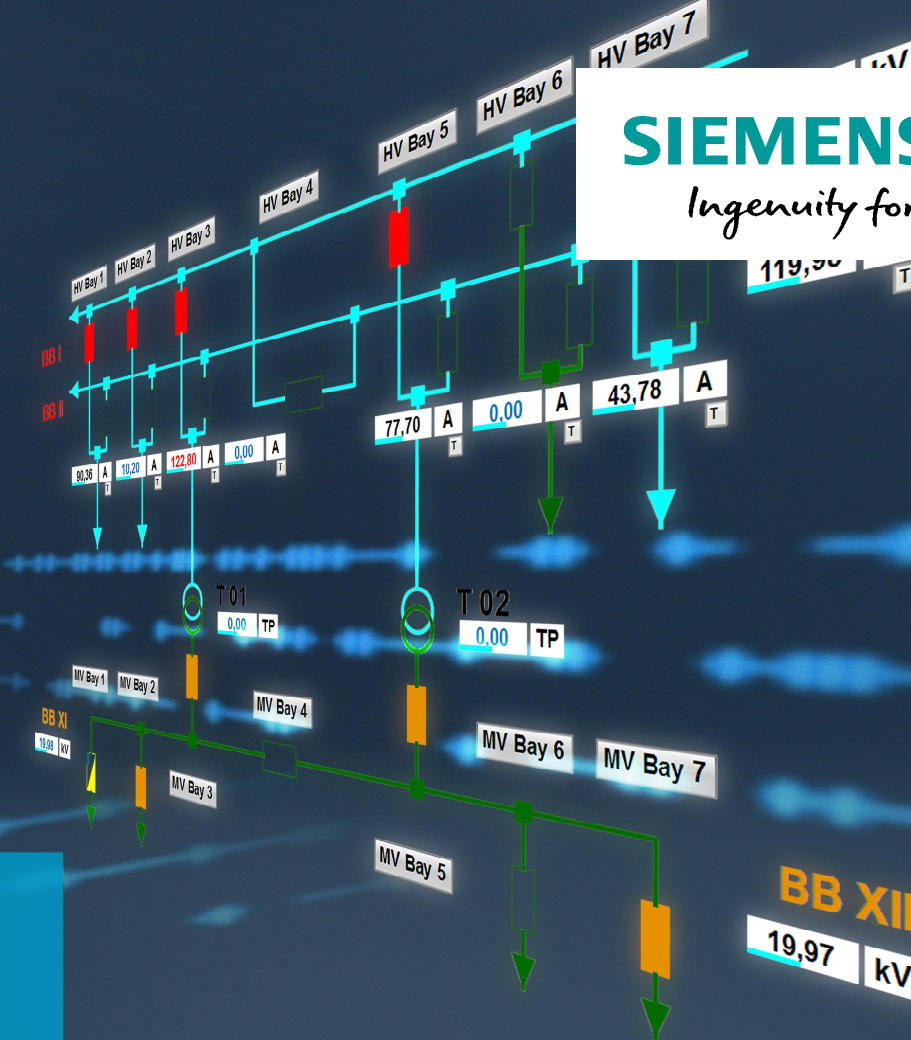 HV Bay 7
HV Bay 6
HV Bay 5
HV Bay 4
HV Bay 3
HV Bay 2
HV Bay 1
kV
SIEMENS
Ingenuity for
119,98
T
BB I
BB II
43,78 A
T
0,00 A
T
77,70 A
T
0,00 A
T
122,80 A
T
10,20 A
T
90,36 A
T
T 01
0,00 TP
T 02
0,00 TP
MV Bay 1
MV Bay 2
MV Bay 4
BB XI
19,98 kV
MV Bay 3
MV Bay 6
MV Bay 7
MV Bay 5
BB XII
19,97 kV